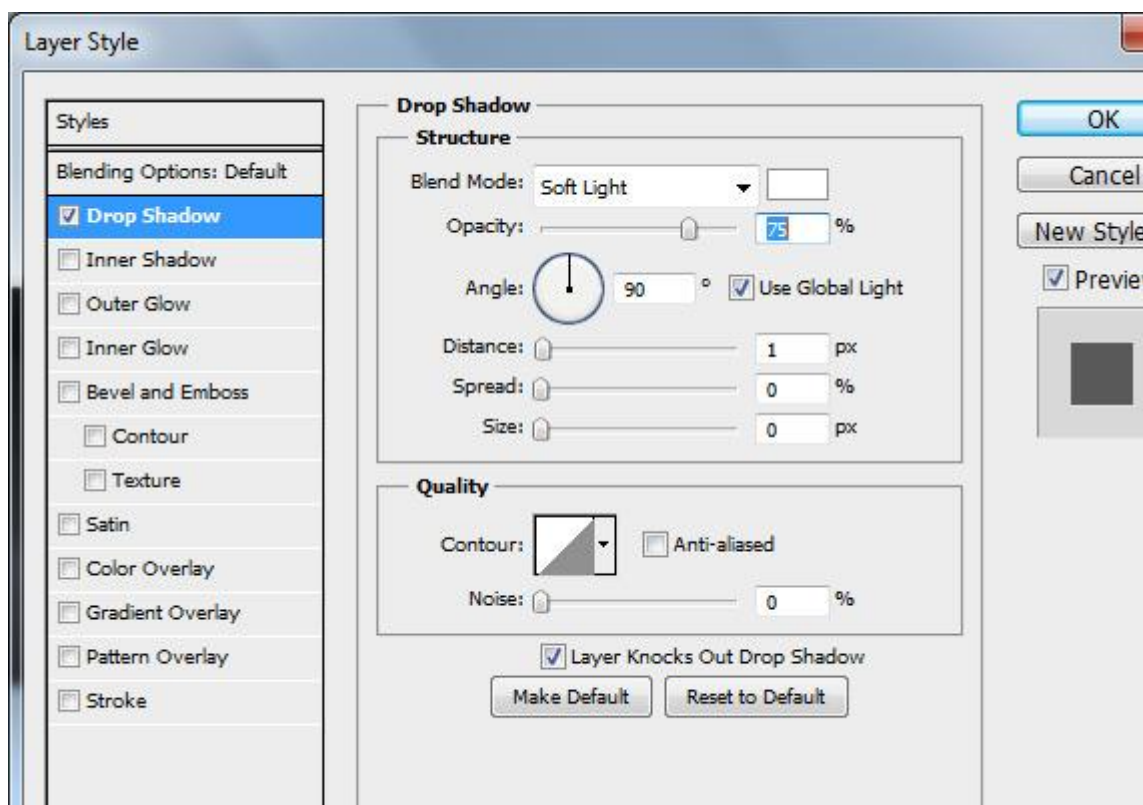 Layer Style
Styles
Blending Options: Default
Drop Shadow
Inner Shadow
Outer Glow
Inner Glow
Bevel and Emboss
Contour
Texture
Satin
Color Overlay
Gradient Overlay
Pattern Overlay
Stroke
Drop Shadow
Structure
Blend Mode: Soft Light
Opacity: 75 %
Angle: 90 ° Use Global Light
Distance: 1 px
Spread: 0 %
Size: 0 px
Quality
Contour: Anti-aliased
Noise: 0 %
Layer Knocks Out Drop Shadow
Make Default Reset to Default
OK
Cancel
New Style
Previe